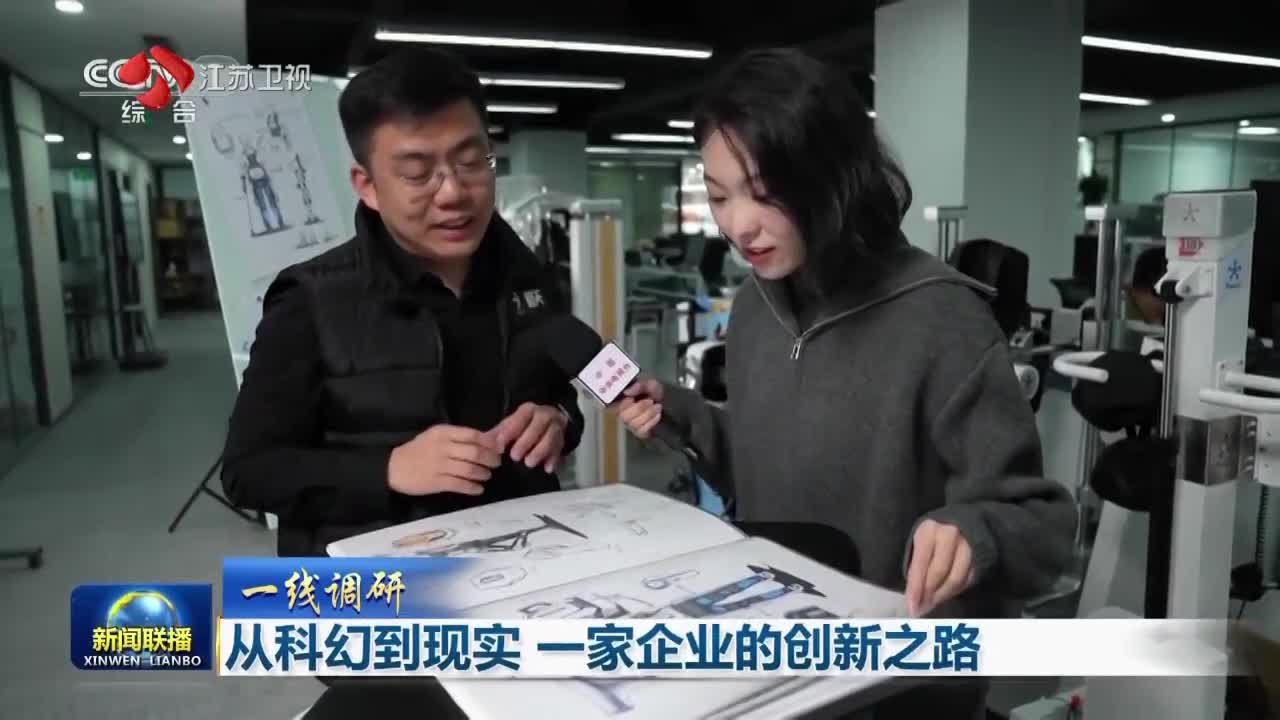 CCTV 江苏卫视
综合
一线调研
新闻联播
XINWEN LIANBO
从科幻到现实 一家企业的创新之路